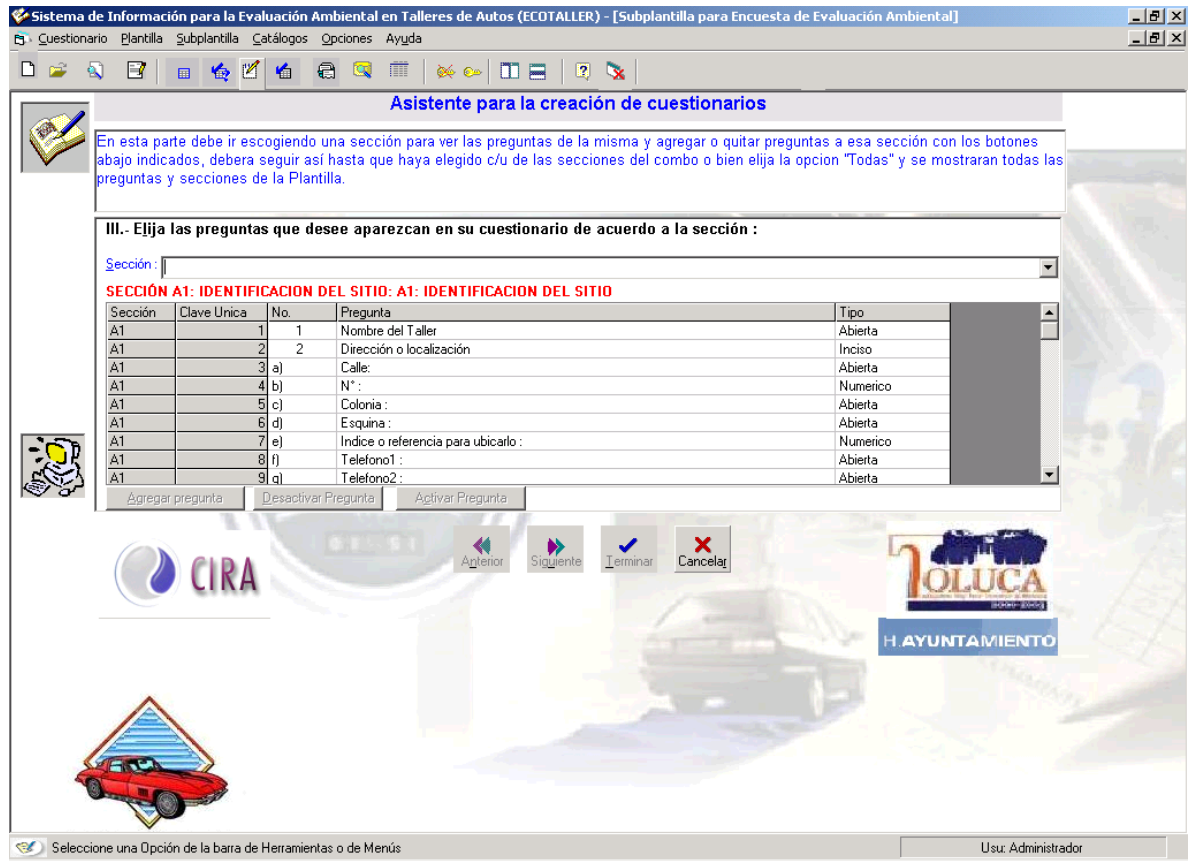 Sistema de Información para la Evaluación Ambiental en Talleres de Autos (ECOTALLER) - [Subplantilla para Encuesta de Evaluación Ambiental]
Cuestionario Plantilla Subplantilla Catálogos Opciones Ayuda
Asistente para la creación de cuestionarios
En esta parte debe ir escogiendo una sección para ver las preguntas de la misma y agregar o quitar preguntas a esa sección con los botones
abajo indicados, debera seguir así hasta que haya elegido c/u de las secciones del combo o bien elija la opcion "Todas" y se mostraran todas las
preguntas y secciones de la Plantilla.
III.- Elija las preguntas que desee aparezcan en su cuestionario de acuerdo a la sección :
Sección :
SECCIÓN A1: IDENTIFICACION DEL SITIO: A1: IDENTIFICACION DEL SITIO
Sección Clave Unica No. Pregunta Tipo
A1 1 1 Nombre del Taller Abierta
A1 2 2 Dirección o localización Inciso
A1 3 a) Calle: Abierta
A1 4 b) N° : Numerico
A1 5 c) Colonia : Abierta
A1 6 d) Esquina : Abierta
A1 7 e) Indice o referencia para ubicarlo : Numerico
A1 8 f) Telefono1 : Abierta
A1 9 g) Telefono2 : Abierta
Agregar pregunta Desactivar Pregunta Activar Pregunta
Anterior Siguiente Terminar Cancelar
CIRA
TOLUCA
H.AYUNTAMIENTO
Seleccione una Opción de la barra de Herramientas o de Menús
Usu: Administrador